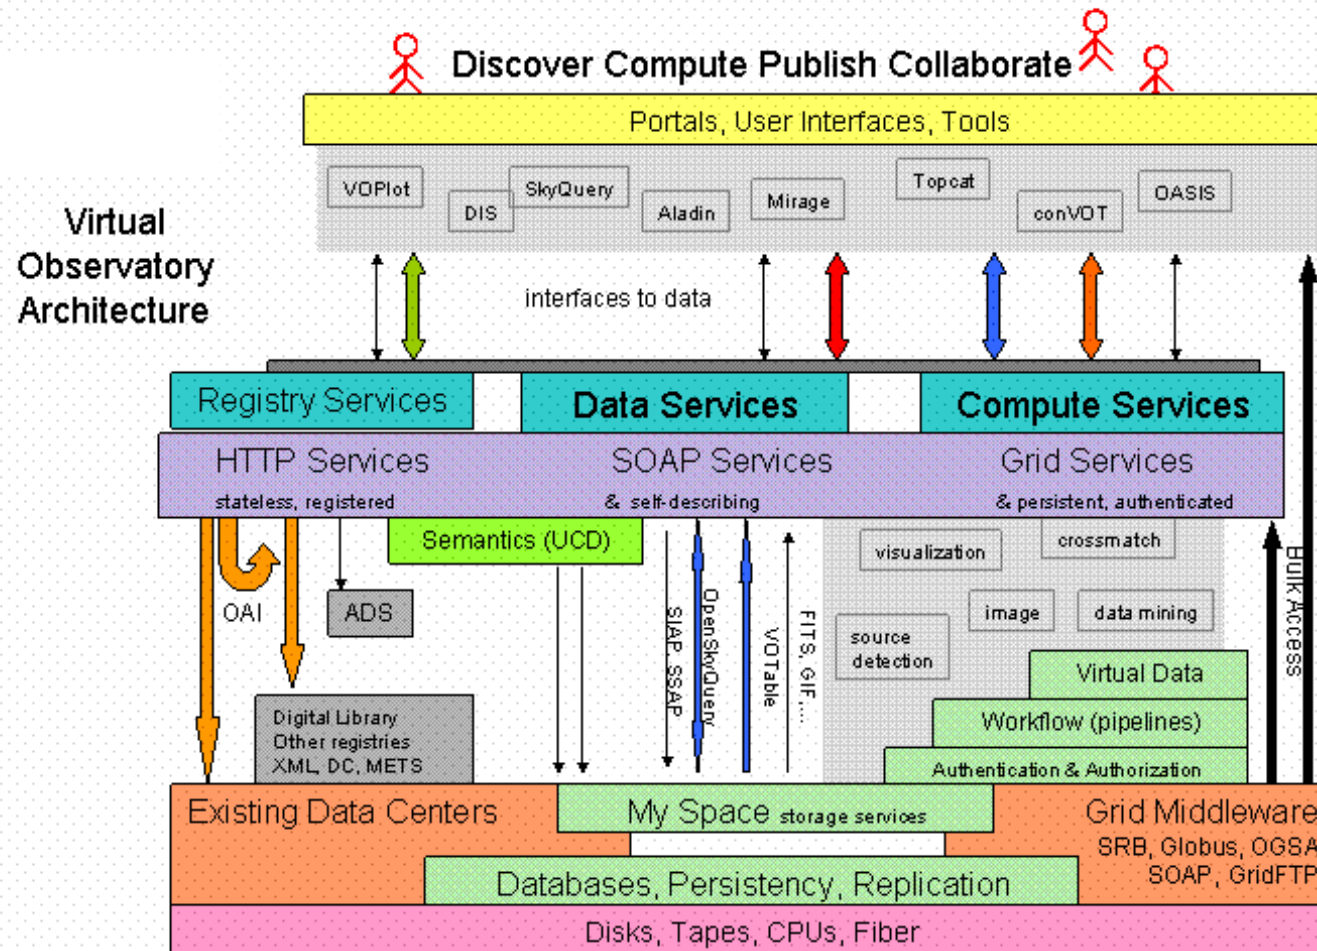 Discover Compute Publish Collaborate
Portals, User Interfaces, Tools
VOPlot
DIS
SkyQuery
Aladin
Mirage
Topcat
conVOT
OASIS
Virtual
Observatory
Architecture
interfaces to data
Registry Services
Data Services
Compute Services
HTTP Services
SOAP Services
Grid Services
stateless, registered
& self-describing
& persistent, authenticated
Semantics (UCD)
visualization
crossmatch
OAI
ADS
SIAP, SSAP
OpenSkyQuery
VOTable
FITS, GIF,...
source
detection
image
data mining
Bulk Access
Virtual Data
Workflow (pipelines)
Authentication & Authorization
Digital Library
Other registries
XML, DC, METS
Existing Data Centers
My Space storage services
Grid Middleware
SRB, Globus, OGSA
SOAP, GridFTP
Databases, Persistency, Replication
Disks, Tapes, CPUs, Fiber